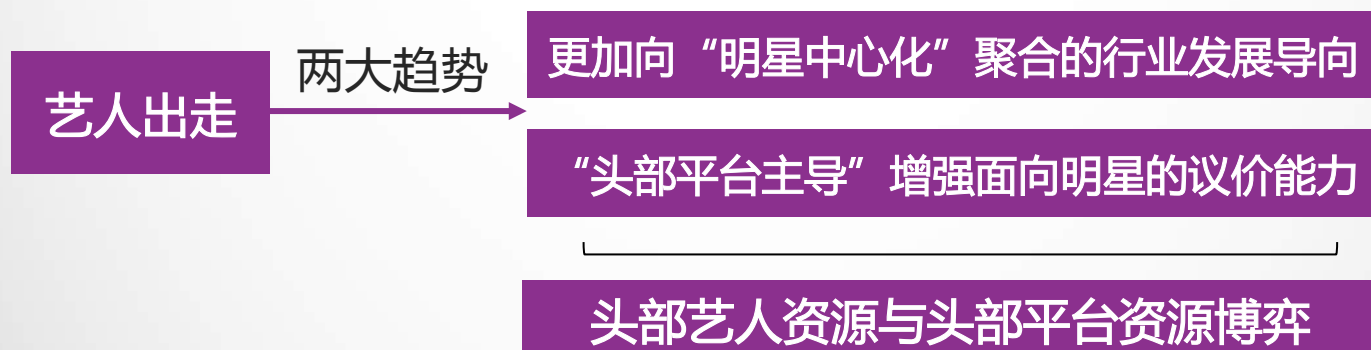 艺人出走
两大趋势
更加向“明星中心化”聚合的行业发展导向
“头部平台主导”增强面向明星的议价能力
头部艺人资源与头部平台资源博弈